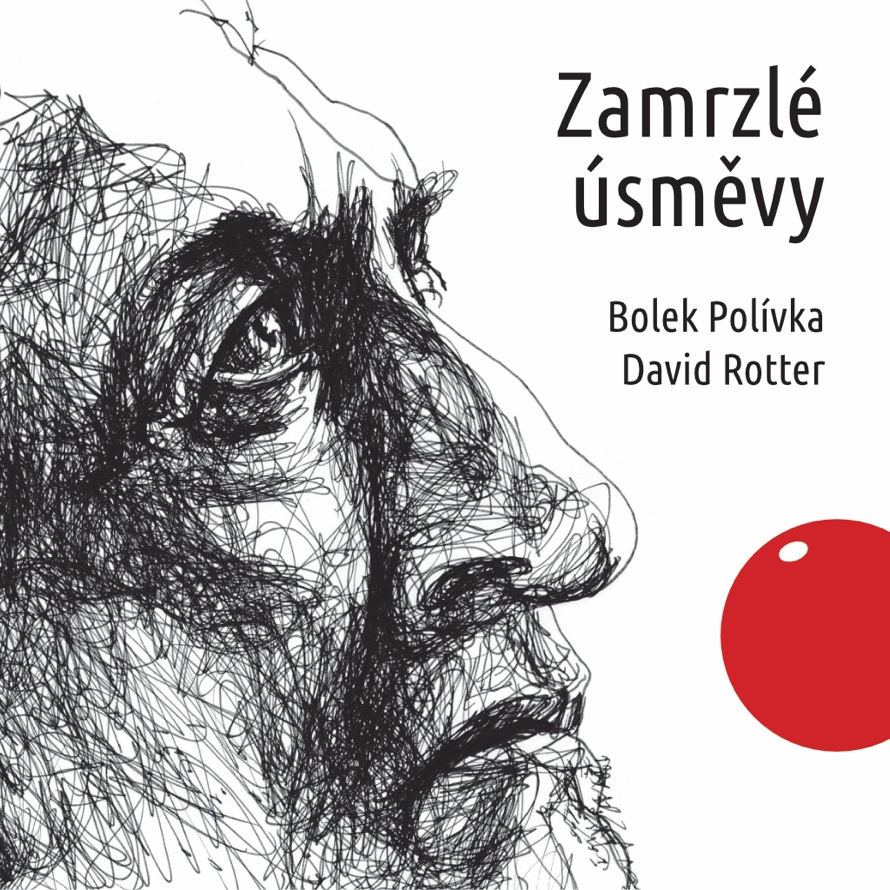 Zamrzlé
úsměvy
Bolek Polívka
David Rotter